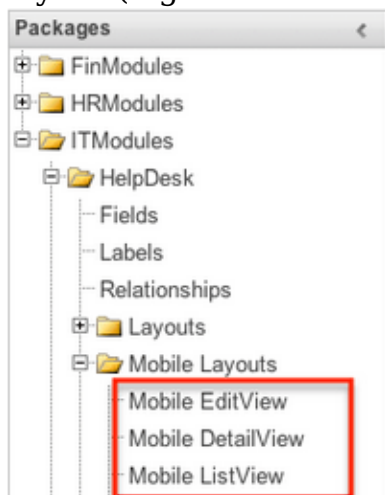 Packages <
FinModules
HRModules
ITModules
HelpDesk
Fields
Labels
Relationships
Layouts
Mobile Layouts
Mobile EditView
Mobile DetailView
Mobile ListView